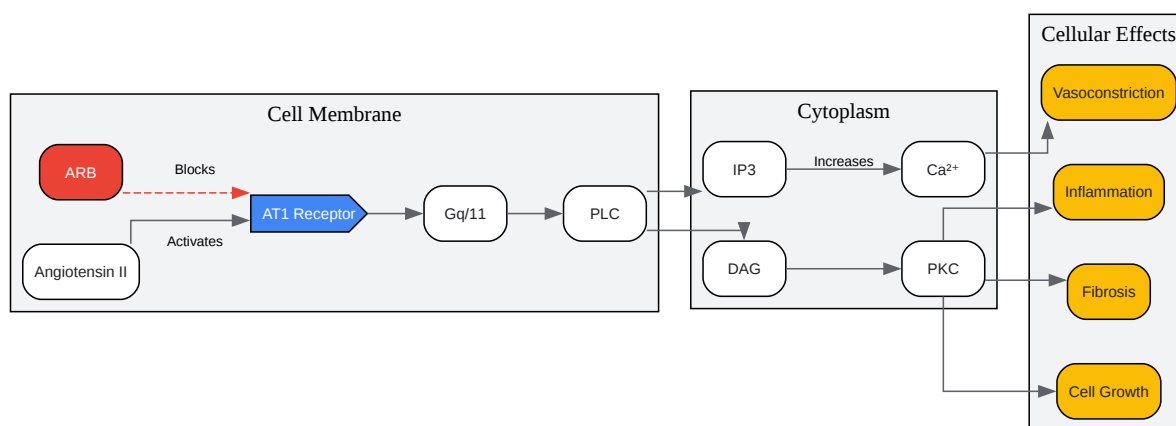 Cellular Effects
Vasoconstriction
Cell Membrane
Cytoplasm
ARB
Blocks
IP3
Increases
Ca²⁺
Inflammation
AT1 Receptor
Gq/11
PLC
Activates
Angiotensin II
DAG
PKC
Fibrosis
Cell Growth